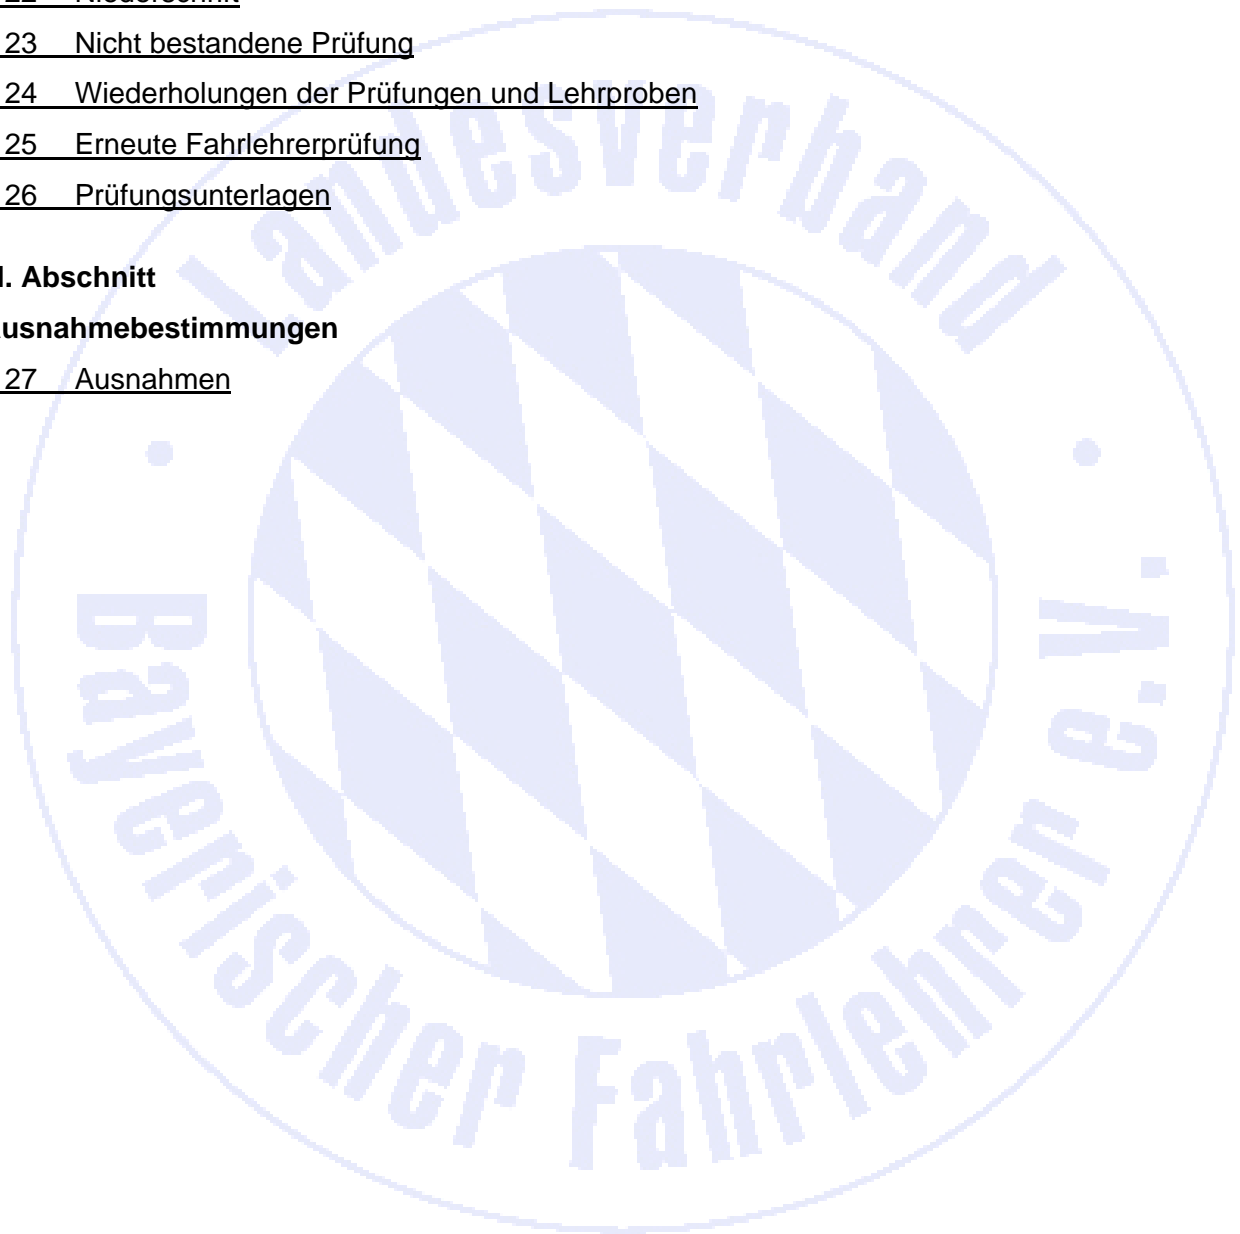 23 Nicht bestandene Prüfung
24 Wiederholungen der Prüfungen und Lehrproben
25 Erneute Fahrlehrerprüfung
26 Prüfungsunterlagen
. Abschnitt
usnahmebestimmungen
27 Ausnahmen
Landesverband
Bayerischer Fahrlehrer e.V.